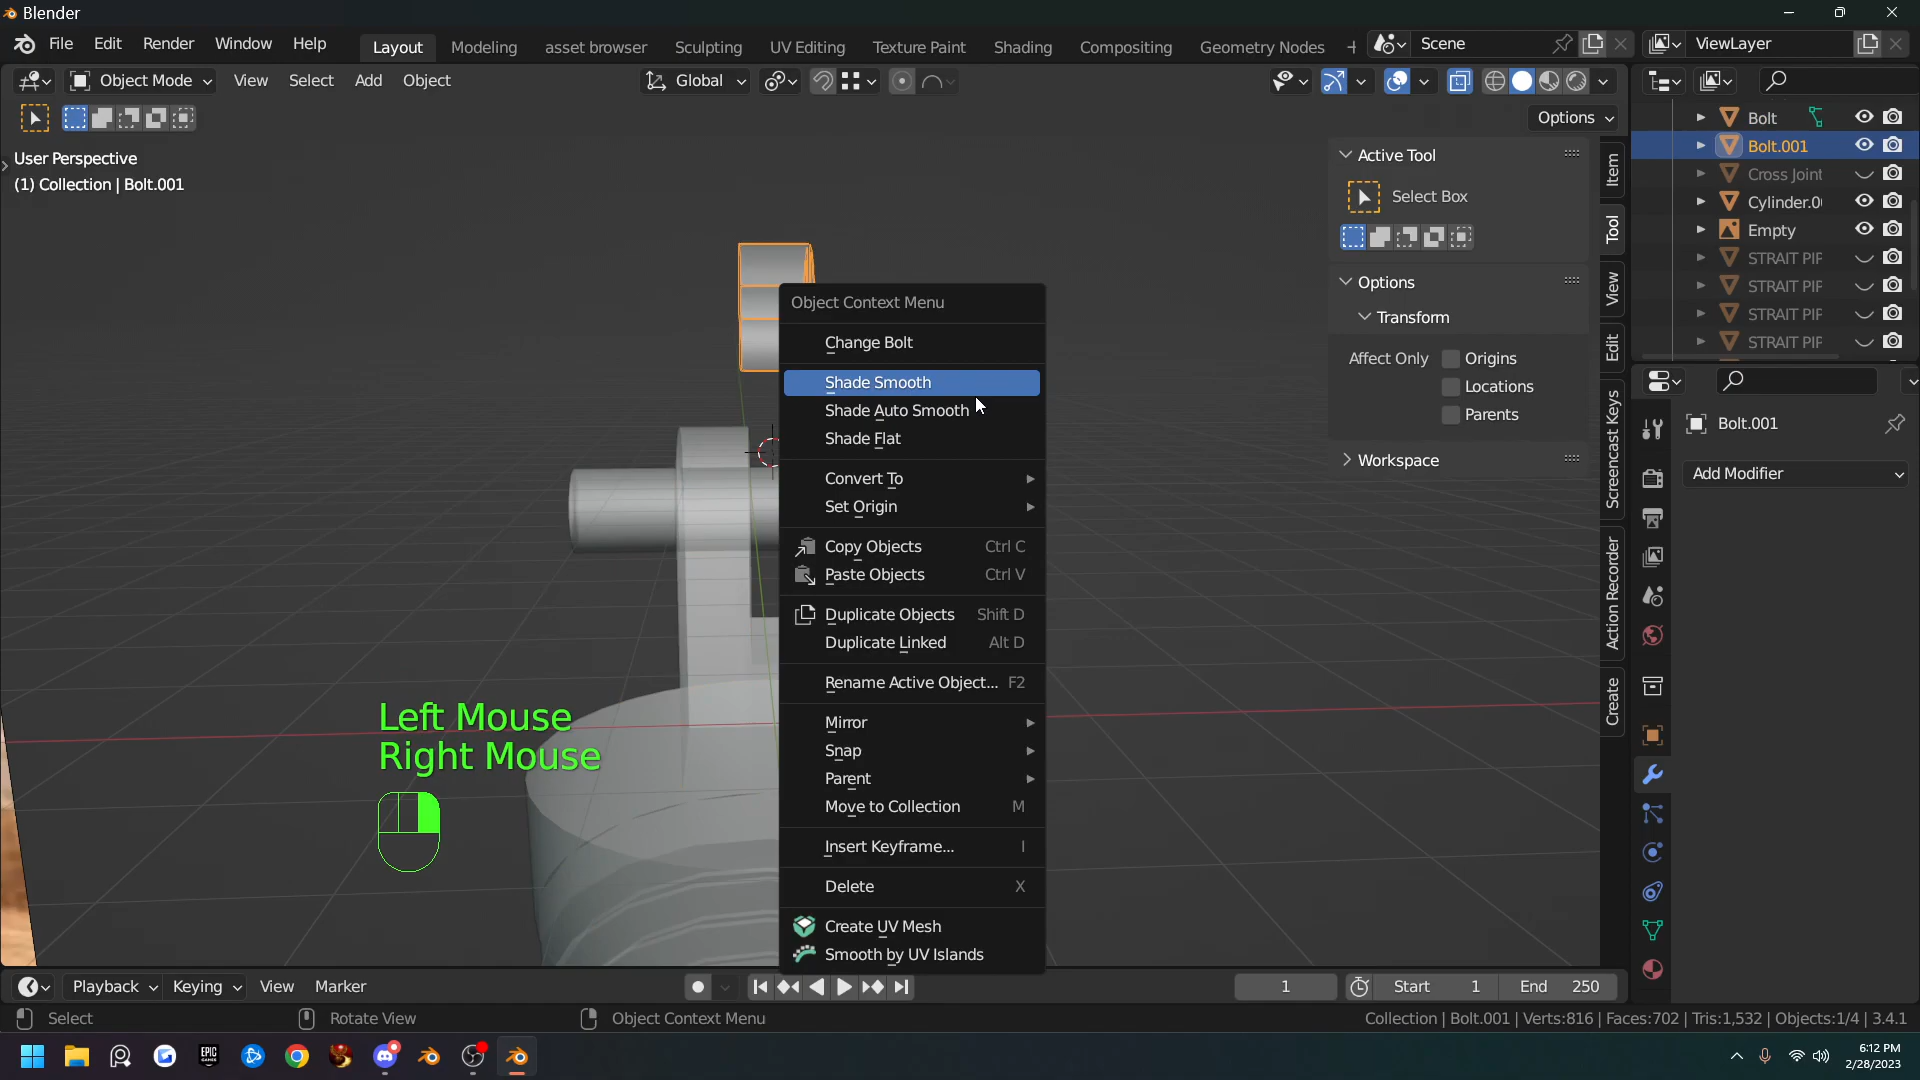 Blender
File Edit Render Window Help Layout Modeling asset browser Sculpting UV Editing Texture Paint Shading Compositing Geometry Nodes Scene ViewLayer
Object Mode View Select Add Object Global
Options
User Perspective
(1) Collection | Bolt.001
Active Tool
Select Box
Options
Transform
Affect Only Origins
Locations
Parents
Workspace
Item
Tool
View
Edit
Screencast Keys
Action Recorder
Create
Object Context Menu
Change Bolt
Shade Smooth
Shade Auto Smooth
Shade Flat
Convert To
Set Origin
Copy Objects Ctrl C
Paste Objects Ctrl V
Duplicate Objects Shift D
Duplicate Linked Alt D
Rename Active Object... F2
Mirror
Snap
Parent
Move to Collection M
Insert Keyframe... I
Delete X
Create UV Mesh
Smooth by UV Islands
Left Mouse
Right Mouse
Bolt
Bolt.001
Cross Joint
Cylinder.0
Empty
STRAIT PIF
STRAIT PIF
STRAIT PIF
STRAIT PIF
Bolt.001
Add Modifier
Playback Keying View Marker 1 Start 1 End 250
Select Rotate View Object Context Menu Collection | Bolt.001 | Verts:816 | Faces:702 | Tris:1,532 | Objects:1/4 | 3.4.1
EPIC GAMES
6:12 PM
2/28/2023